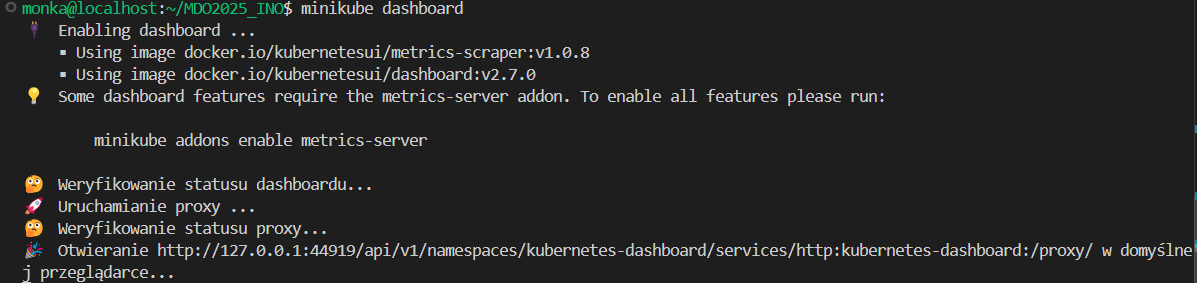 monka@localhost:~/MDO2025_INO$ minikube dashboard
Enabling dashboard ...
▪ Using image docker.io/kubernetesui/metrics-scraper:v1.0.8
▪ Using image docker.io/kubernetesui/dashboard:v2.7.0
Some dashboard features require the metrics-server addon. To enable all features please run:
minikube addons enable metrics-server
Weryfikowanie statusu dashboardu...
Uruchamianie proxy ...
Weryfikowanie statusu proxy...
Otwieranie http://127.0.0.1:44919/api/v1/namespaces/kubernetes-dashboard/services/http:kubernetes-dashboard:/proxy/ w domyślne
j przeglądarce...